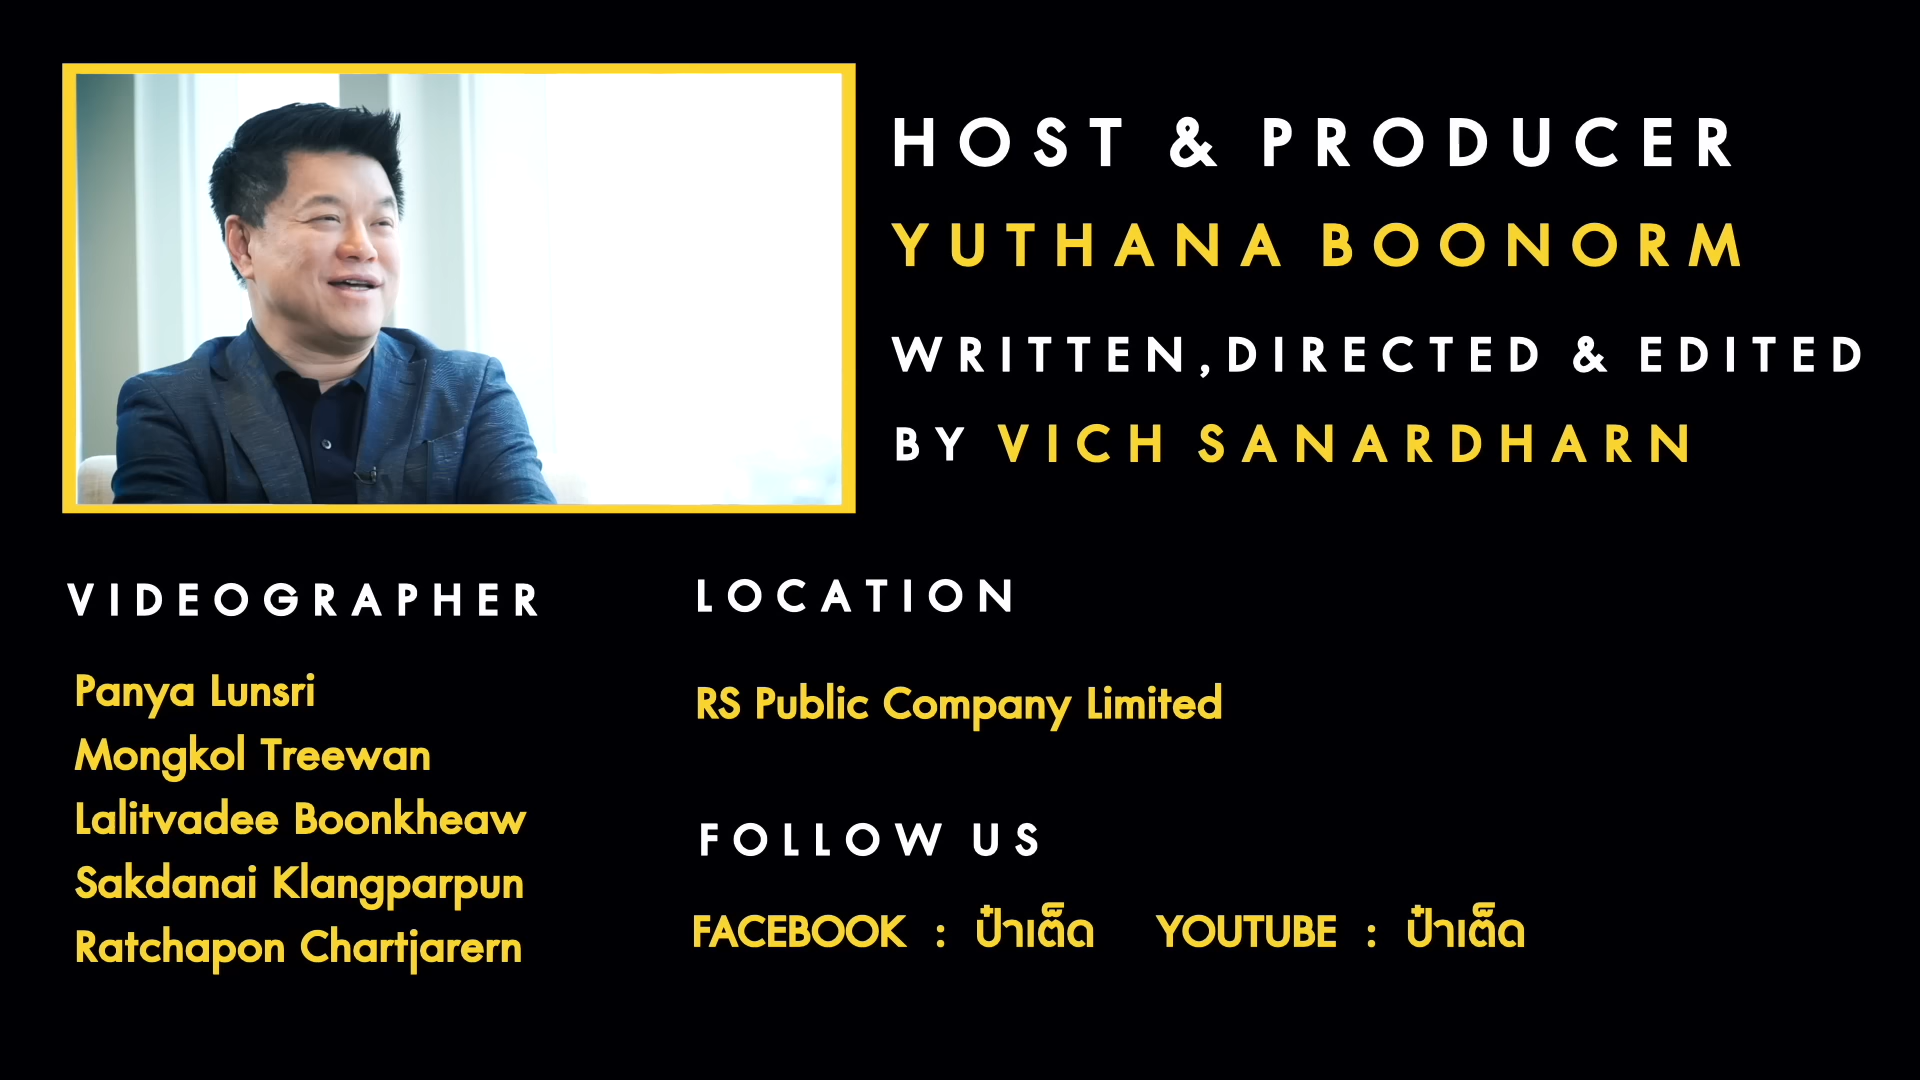 HOST & PRODUCER
YUTHANA BOONORM
WRITTEN,DIRECTED & EDITED
BY VICH SANARDHARN
VIDEOGRAPHER
Panya Lunsri
Mongkol Treewan
Lalitvadee Boonkheaw
Sakdanai Klangparpun
Ratchapon Chartjarern
LOCATION
RS Public Company Limited
FOLLOW US
FACEBOOK : ป๋าเต็ด YOUTUBE : ป๋าเต็ด